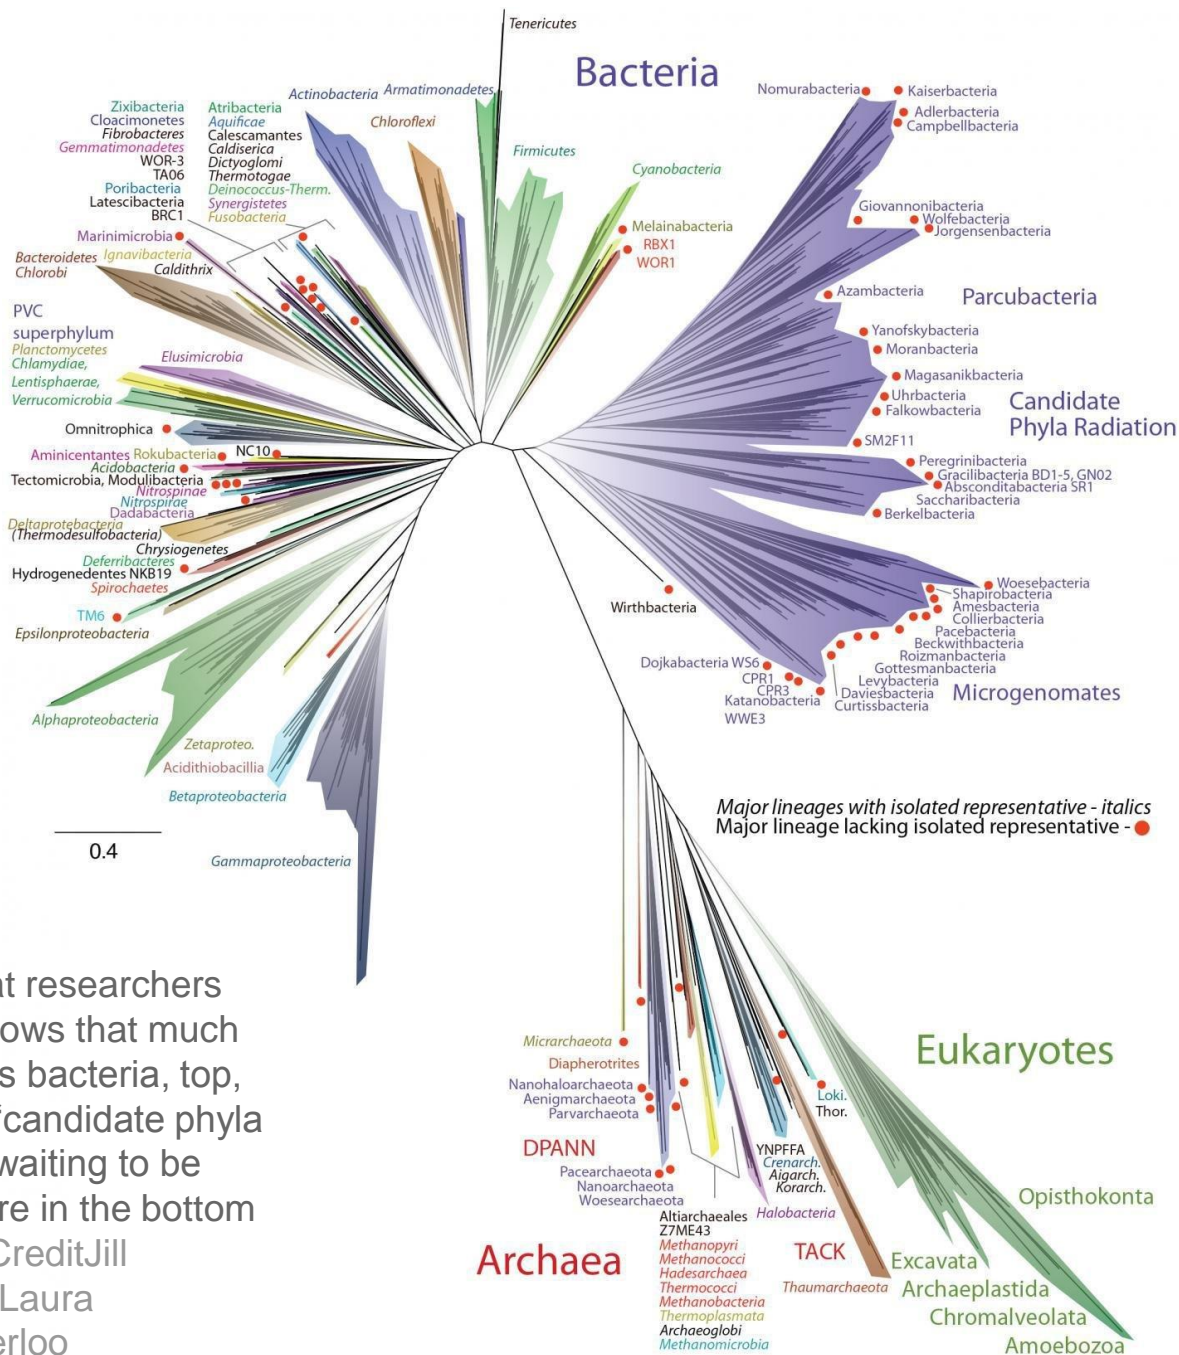 Tenericutes
Bacteria
Actinobacteria
Armatimonadetes
Nomurabacteria
Kaiserbacteria
Adlerbacteria
Campbellbacteria
Zixibacteria
Cloacimonetes
Fibrobacteres
Gemmatimonadetes
WOR-3
TA06
Poribacteria
Latescibacteria
BRC1
Atribacteria
Aquificae
Calescamantes
Caldiserica
Dictyoglomi
Thermotogae
Deinococcus-Therm.
Synergistetes
Fusobacteria
Chloroflexi
Firmicutes
Cyanobacteria
Melainabacteria
RBX1
WOR1
Giovannonibacteria
Wolfebacteria
Jorgensenbacteria
Marinimicrobia
Ignavibacteria
Bacteroidetes
Chlorobi
Caldithrix
Azambacteria
Parcubacteria
PVC
superphylum
Planctomycetes
Chlamydiae,
Lentisphaerae,
Verrucomicrobia
Elusimicrobia
Yanofskybacteria
Moranbacteria
Magasanikbacteria
Uhrbacteria
Falkowbacteria
Candidate
Phyla Radiation
SM2F11
Omnitrophica
Aminicentantes
Rokubacteria
NC10
Acidobacteria
Tectomicrobia, Modulibacteria
Nitrospinae
Nitrospirae
Dadabacteria
Peregrinibacteria
Gracilibacteria BD1-5, GN02
Absconditabacteria SR1
Saccharibacteria
Berkelbacteria
Deltaprotebacteria
(Thermodesulfobacteria)
Chrysiogenetes
Deferribacteres
Hydrogenedentes NKB19
Spirochaetes
TM6
Epsilonproteobacteria
Wirthbacteria
Woesebacteria
Shapirobacteria
Amesbacteria
Collierbacteria
Pacebacteria
Beckwithbacteria
Roizmanbacteria
Gottesmanbacteria
Levybacteria
Daviesbacteria
Curtissbacteria
Microgenomates
Dojkabacteria WS6
CPR1
CPR3
Katanobacteria
WWE3
Alphaproteobacteria
Zetaproteo.
Acidithiobacillia
Betaproteobacteria
Major lineages with isolated representative - italics
Major lineage lacking isolated representative -
0.4
Gammaproteobacteria
at researchers
ows that much
s bacteria, top,
“candidate phyla
waiting to be
re in the bottom
CreditJill
Laura
erloo
Micrarchaeota
Diapherotrites
Nanohaloarchaeota
Aenigmarchaeota
Parvarchaeota
DPANN
Pacearchaeota
Nanoarchaeota
Woesearchaeota
Archaea
Altiarchaeales
Z7ME43
Methanopyri
Methanococci
Hadesarchaea
Thermococci
Methanobacteria
Thermoplasmata
Archaeoglobi
Methanomicrobia
Halobacteria
YNPFFA
Crenarch.
Aigarch.
Korarch.
Loki.
Thor.
TACK
Thaumarchaeota
Eukaryotes
Opisthokonta
Excavata
Archaeplastida
Chromalveolata
Amoebozoa